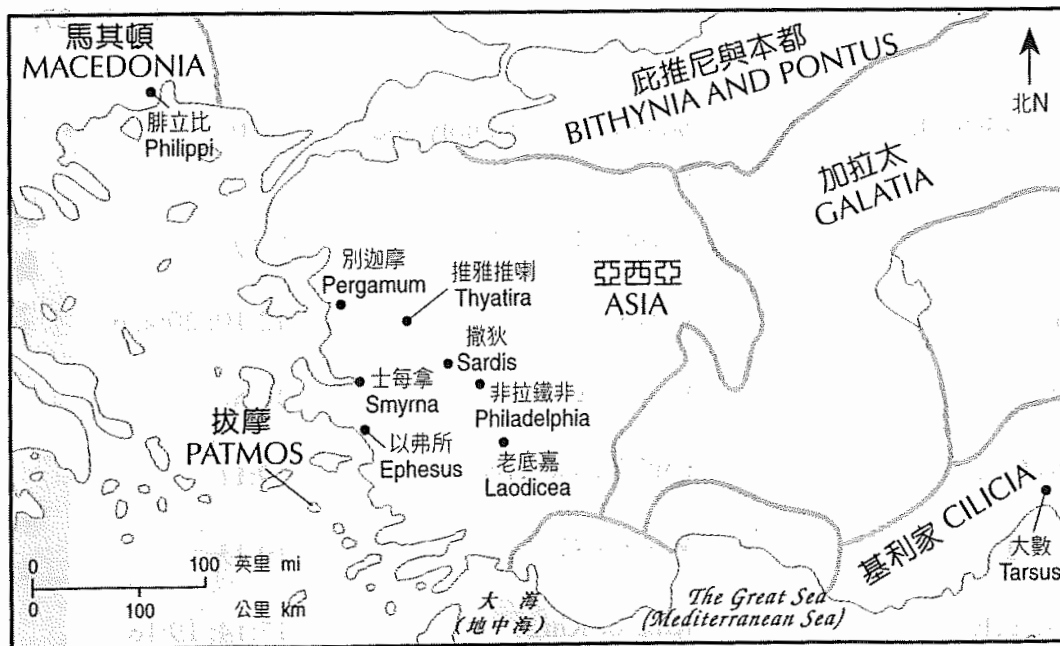 馬其頓
MACEDONIA
腓立比
Philippi
庇推尼與本都
BITHYNIA AND PONTUS
北N
加拉太
GALATIA
別迦摩
Pergamum
推雅推喇
Thyatira
亞西亞
ASIA
撒狄
Sardis
士每拿
Smyrna
非拉鐵非
Philadelphia
拔摩
PATMOS
以弗所
Ephesus
老底嘉
Laodicea
基利家 CILICIA
大數
Tarsus
0 100 英里 mi
0 100 公里 km
大海
(地中海)
The Great Sea
(Mediterranean Sea)